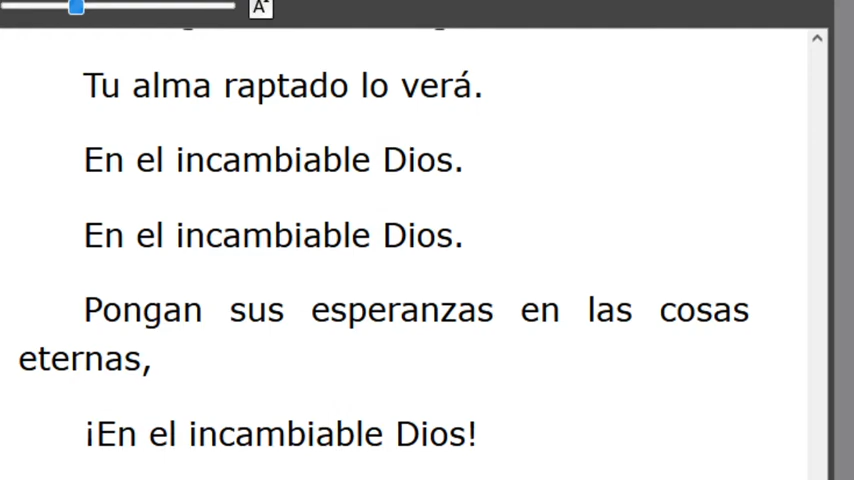 A
Tu alma raptado lo verá.
En el incambiable Dios.
En el incambiable Dios.
Pongan sus esperanzas en las cosas
eternas,
¡En el incambiable Dios!